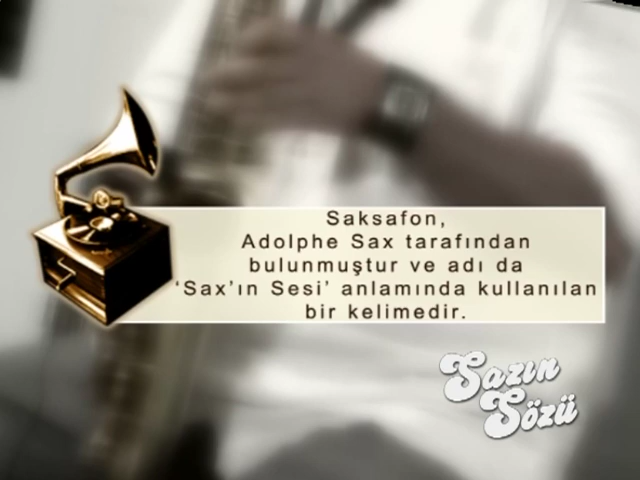 Saksafon,
Adolphe Sax tarafından
bulunmuştur ve adı da
‘Sax’ın Sesi’ anlamında kullanılan
bir kelimedir.
Sazın
Sözü